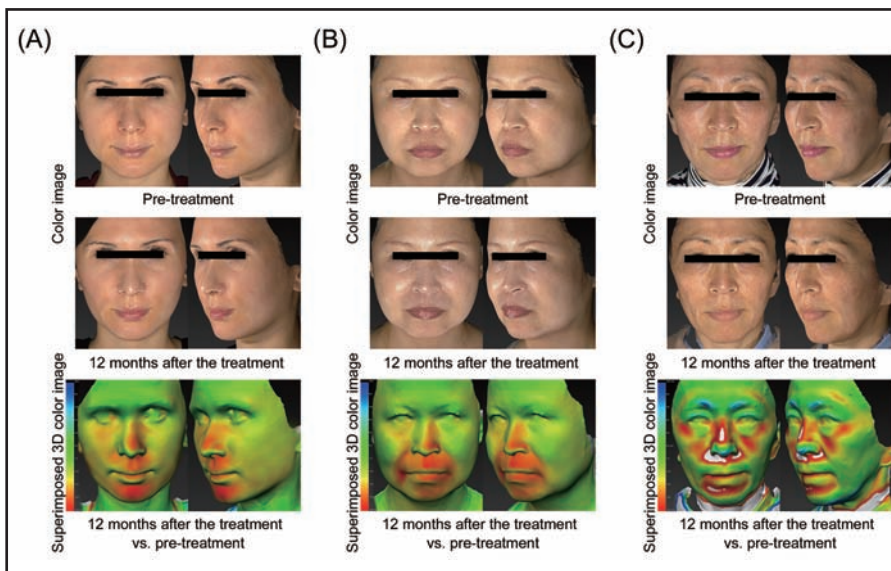 (A)
(B)
(C)
Color image
Pre-treatment
Color image
Pre-treatment
Color image
Pre-treatment
12 months after the treatment
12 months after the treatment
12 months after the treatment
Superimposed 3D color image
12 months after the treatment
vs. pre-treatment
Superimposed 3D color image
12 months after the treatment
vs. pre-treatment
Superimposed 3D color image
12 months after the treatment
vs. pre-treatment